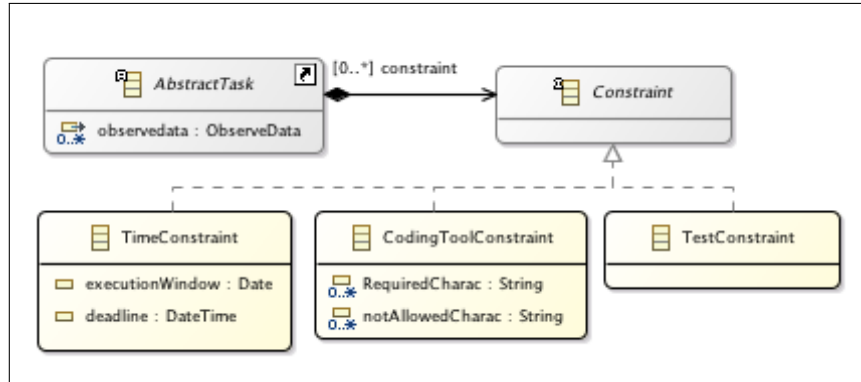 AbstractTask
[0..*] constraint
Constraint
0..* observedata : ObserveData
TimeConstraint
CodingToolConstraint
TestConstraint
executionWindow : Date
0..* RequiredCharac : String
deadline : DateTime
0..* notAllowedCharac : String